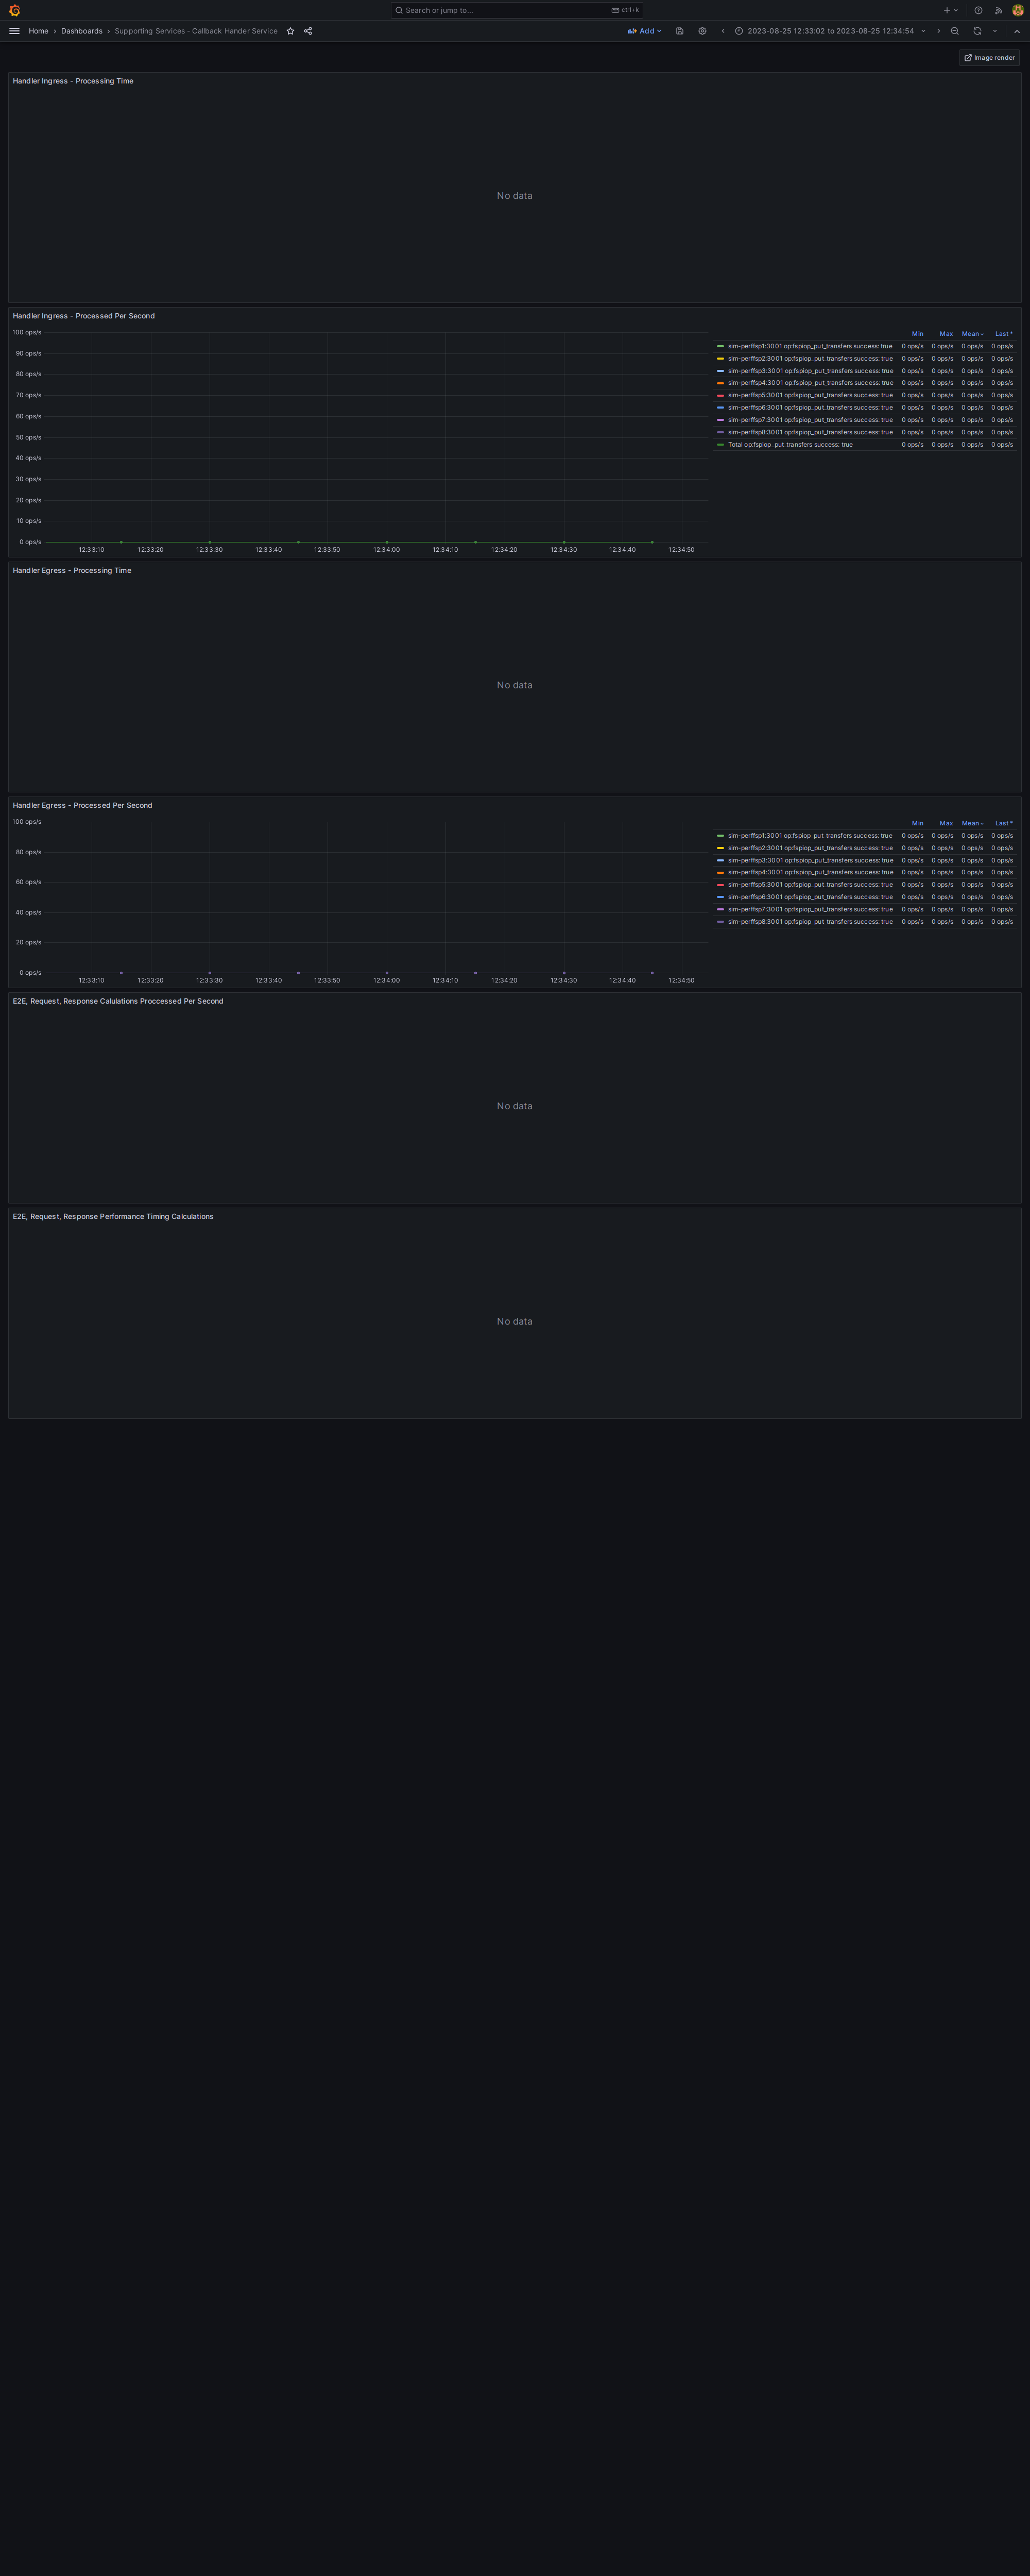 Search or jump to... ctrl+k
Home › Dashboards › Supporting Services - Callback Hander Service Add 2023-08-25 12:33:02 to 2023-08-25 12:34:54
Image render
Handler Ingress - Processing Time
No data
Handler Ingress - Processed Per Second
100 ops/s
90 ops/s
80 ops/s
70 ops/s
60 ops/s
50 ops/s
40 ops/s
30 ops/s
20 ops/s
10 ops/s
0 ops/s
12:33:10 12:33:20 12:33:30 12:33:40 12:33:50 12:34:00 12:34:10 12:34:20 12:34:30 12:34:40 12:34:50
Min Max Mean Last *
sim-perffsp1:3001 op:fspiop_put_transfers success: true 0 ops/s 0 ops/s 0 ops/s 0 ops/s
sim-perffsp2:3001 op:fspiop_put_transfers success: true 0 ops/s 0 ops/s 0 ops/s 0 ops/s
sim-perffsp3:3001 op:fspiop_put_transfers success: true 0 ops/s 0 ops/s 0 ops/s 0 ops/s
sim-perffsp4:3001 op:fspiop_put_transfers success: true 0 ops/s 0 ops/s 0 ops/s 0 ops/s
sim-perffsp5:3001 op:fspiop_put_transfers success: true 0 ops/s 0 ops/s 0 ops/s 0 ops/s
sim-perffsp6:3001 op:fspiop_put_transfers success: true 0 ops/s 0 ops/s 0 ops/s 0 ops/s
sim-perffsp7:3001 op:fspiop_put_transfers success: true 0 ops/s 0 ops/s 0 ops/s 0 ops/s
sim-perffsp8:3001 op:fspiop_put_transfers success: true 0 ops/s 0 ops/s 0 ops/s 0 ops/s
Total op:fspiop_put_transfers success: true 0 ops/s 0 ops/s 0 ops/s 0 ops/s
Handler Egress - Processing Time
No data
Handler Egress - Processed Per Second
100 ops/s
80 ops/s
60 ops/s
40 ops/s
20 ops/s
0 ops/s
12:33:10 12:33:20 12:33:30 12:33:40 12:33:50 12:34:00 12:34:10 12:34:20 12:34:30 12:34:40 12:34:50
Min Max Mean Last *
sim-perffsp1:3001 op:fspiop_put_transfers success: true 0 ops/s 0 ops/s 0 ops/s 0 ops/s
sim-perffsp2:3001 op:fspiop_put_transfers success: true 0 ops/s 0 ops/s 0 ops/s 0 ops/s
sim-perffsp3:3001 op:fspiop_put_transfers success: true 0 ops/s 0 ops/s 0 ops/s 0 ops/s
sim-perffsp4:3001 op:fspiop_put_transfers success: true 0 ops/s 0 ops/s 0 ops/s 0 ops/s
sim-perffsp5:3001 op:fspiop_put_transfers success: true 0 ops/s 0 ops/s 0 ops/s 0 ops/s
sim-perffsp6:3001 op:fspiop_put_transfers success: true 0 ops/s 0 ops/s 0 ops/s 0 ops/s
sim-perffsp7:3001 op:fspiop_put_transfers success: true 0 ops/s 0 ops/s 0 ops/s 0 ops/s
sim-perffsp8:3001 op:fspiop_put_transfers success: true 0 ops/s 0 ops/s 0 ops/s 0 ops/s
E2E, Request, Response Calulations Proccessed Per Second
No data
E2E, Request, Response Performance Timing Calculations
No data